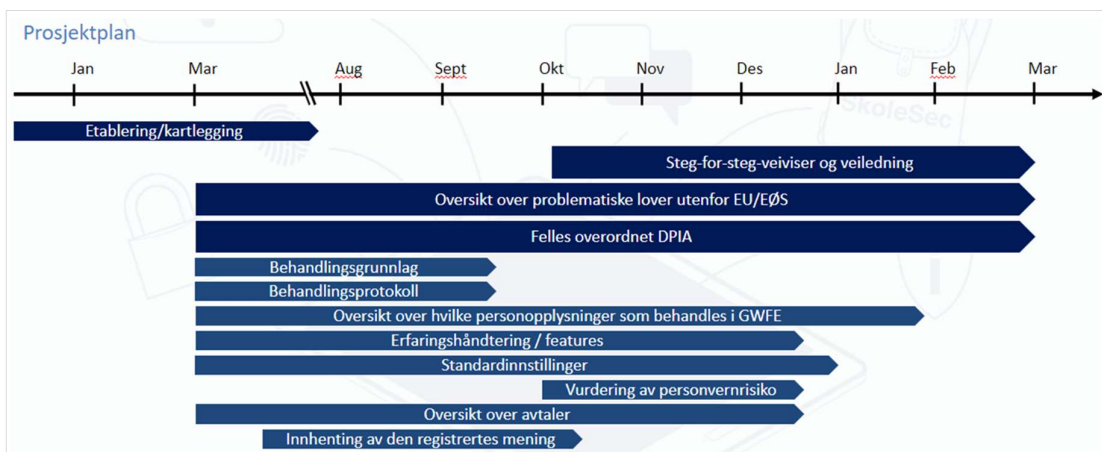 Prosjektplan
Jan Mar Aug Sept Okt Nov Des Jan Feb Mar
SkoleSec
Etablering/kartlegging
Steg-for-steg-veiviser og veiledning
Oversikt over problematiske lover utenfor EU/EØS
Felles overordnet DPIA
Behandlingsgrunnlag
Behandlingsprotokoll
Oversikt over hvilke personopplysninger som behandles i GWFE
Erfaringshåndtering / features
Standardinnstillinger
Vurdering av personvernrisiko
Oversikt over avtaler
Innhenting av den registrertes mening